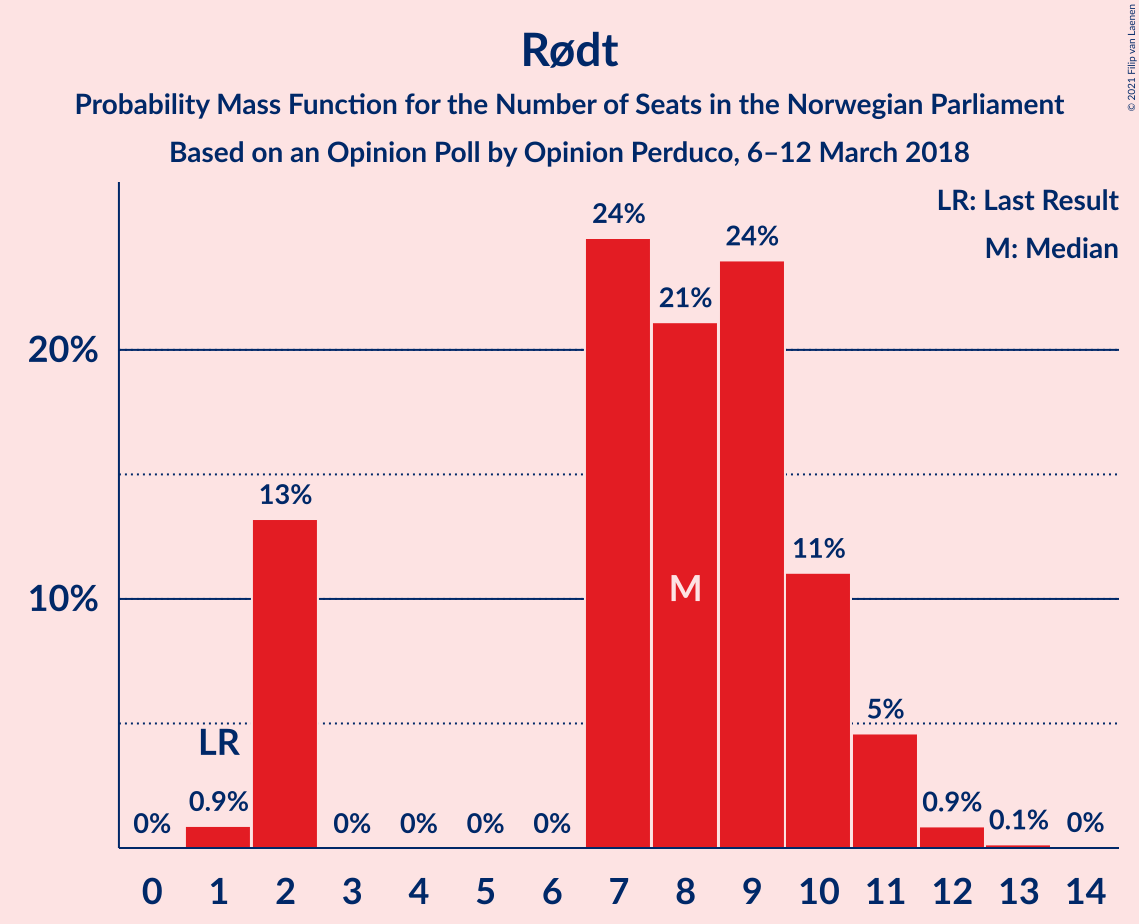 Rødt
Probability Mass Function for the Number of Seats in the Norwegian Parliament
Based on an Opinion Poll by Opinion Perduco, 6–12 March 2018
© 2021 Filip van Laenen
LR: Last Result
M: Median
20%
10%
0%
0.9%
13%
0%
0%
0%
0%
24%
21%
24%
11%
5%
0.9%
0.1%
0%
LR
M
0 1 2 3 4 5 6 7 8 9 10 11 12 13 14